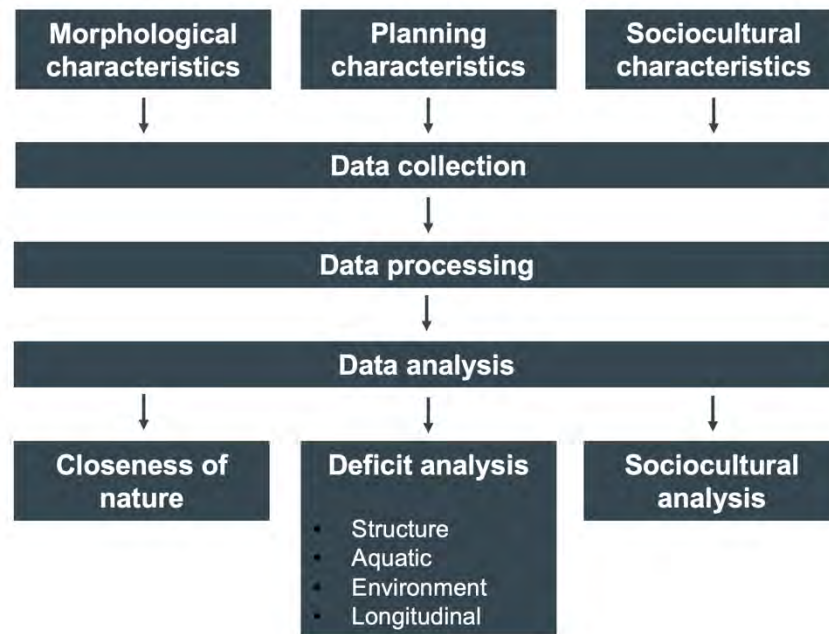 Morphological
characteristics
Planning
characteristics
Sociocultural
characteristics
Data collection
Data processing
Data analysis
Closeness of
nature
Deficit analysis
• Structure
• Aquatic
• Environment
• Longitudinal
Sociocultural
analysis